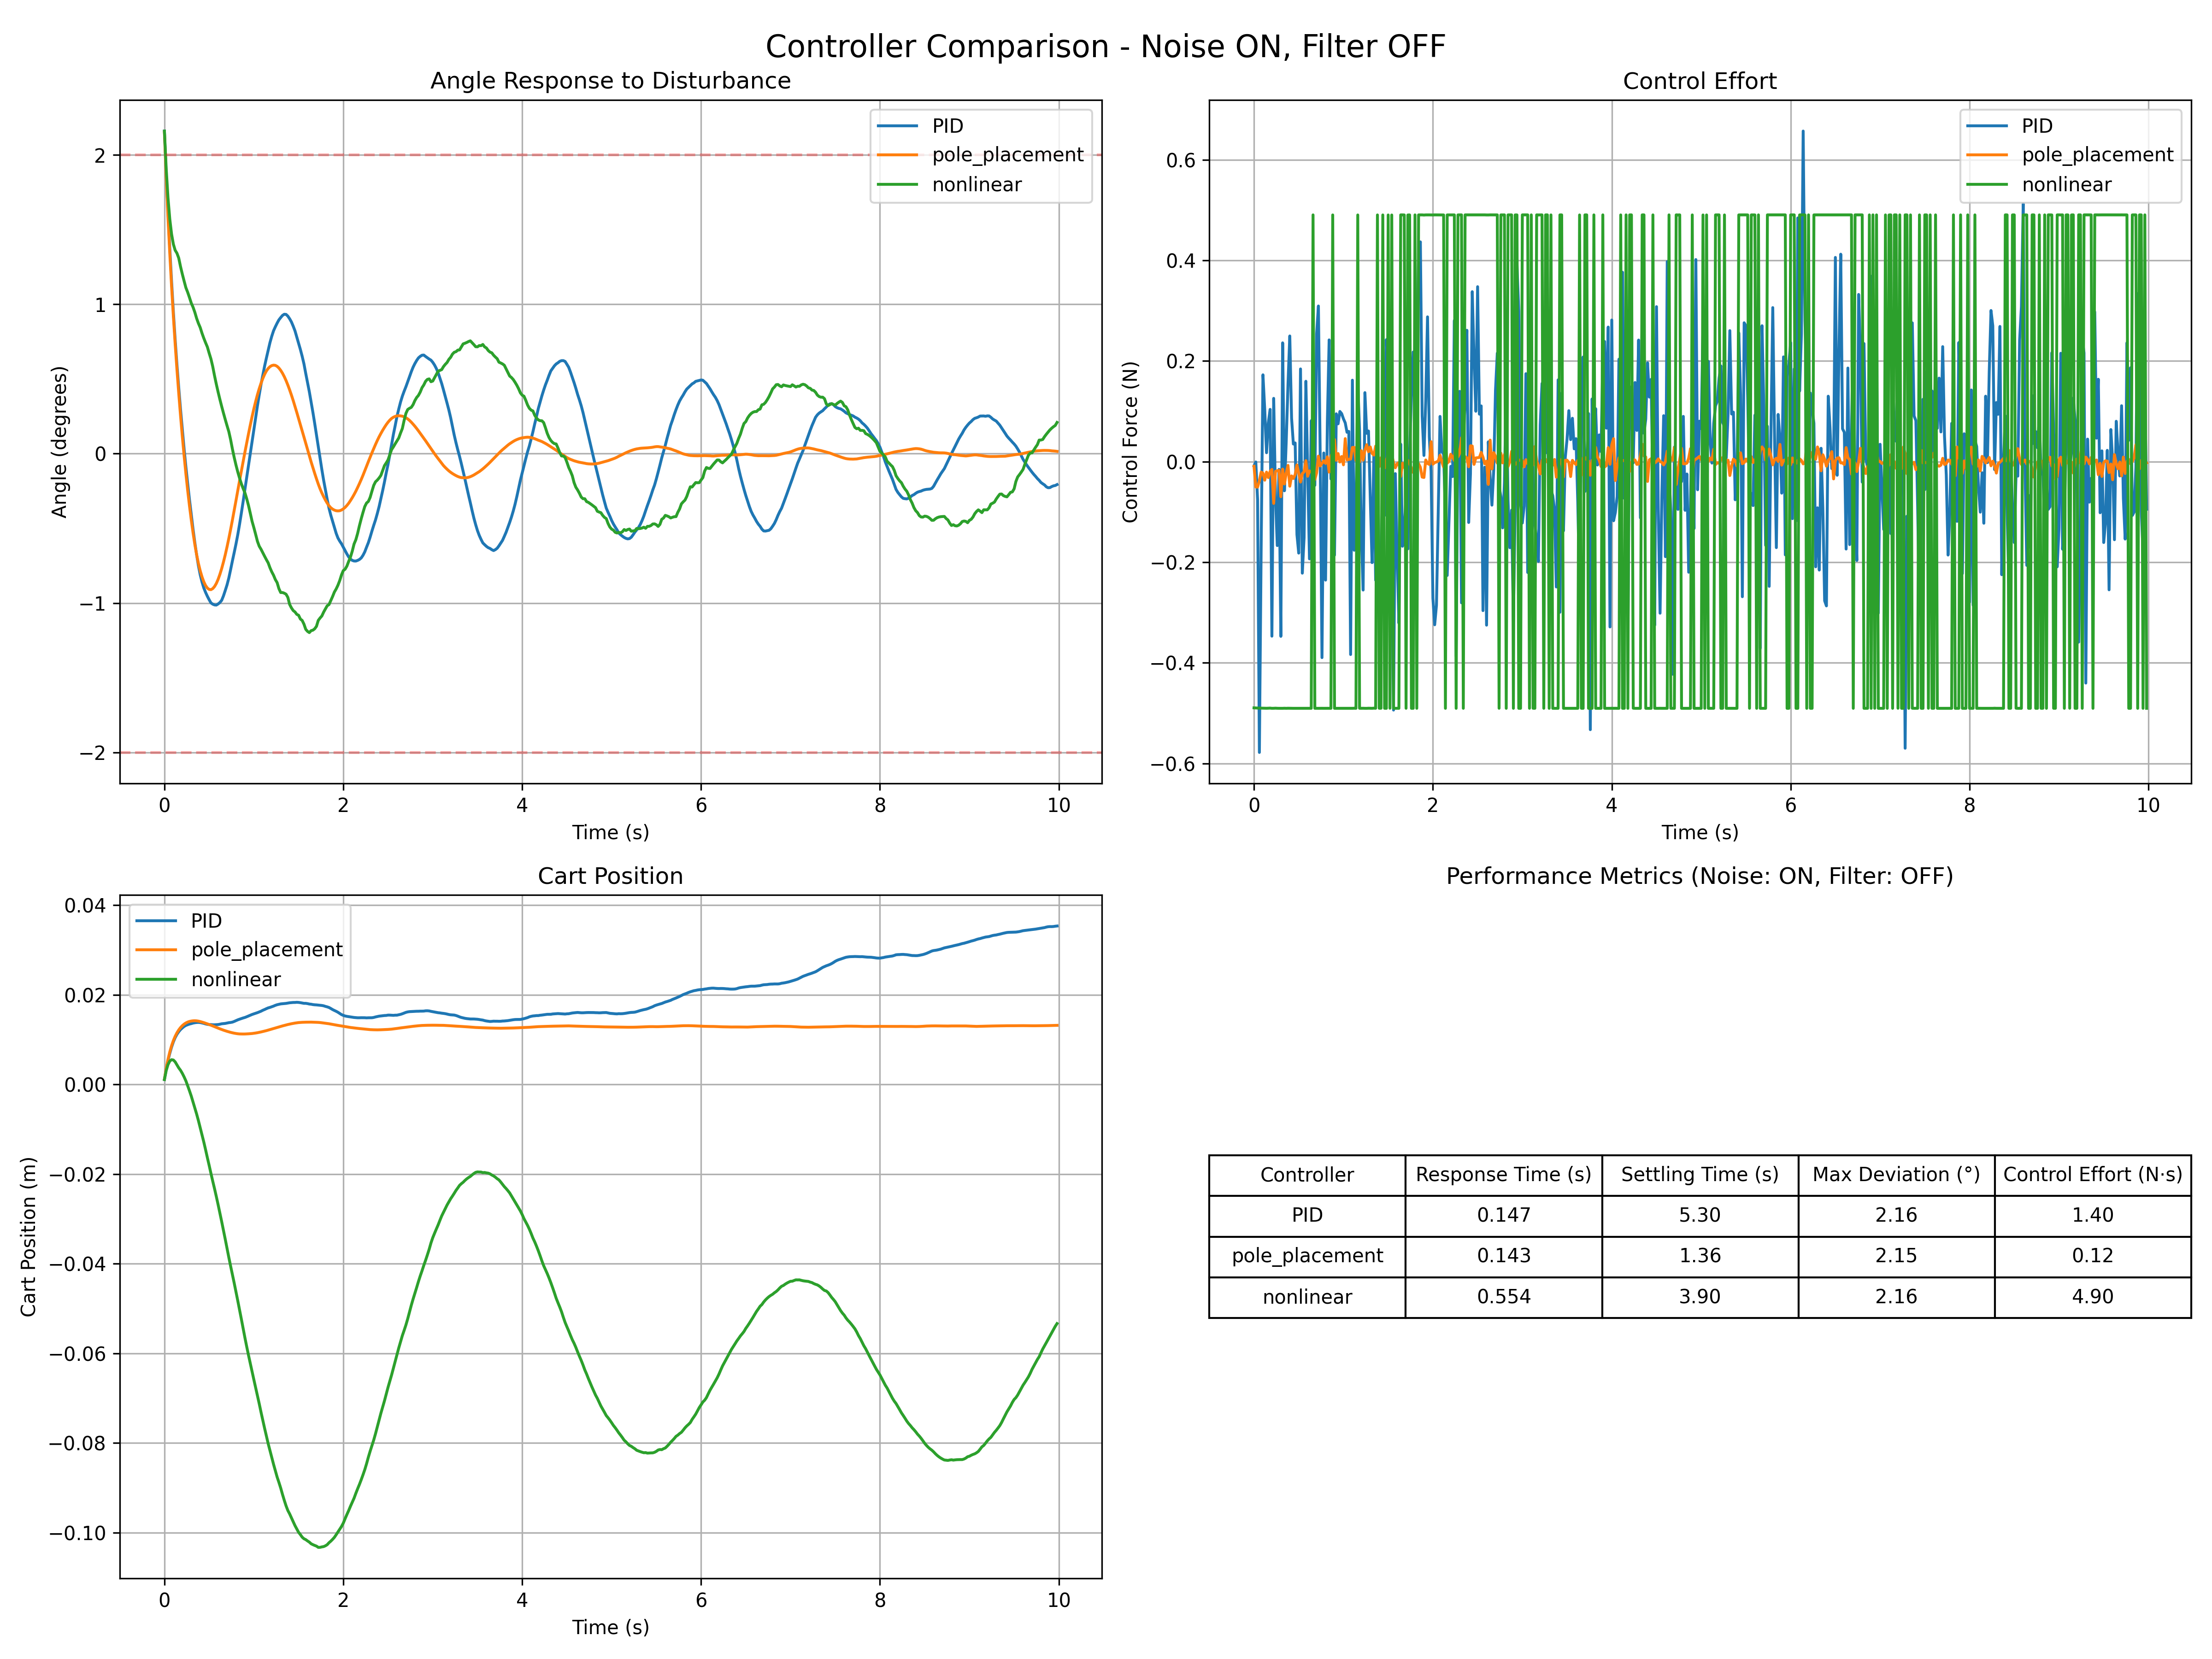 Controller Comparison - Noise ON, Filter OFF
Angle Response to Disturbance
PID
pole_placement
nonlinear
2
1
0
−1
−2
Angle (degrees)
0 2 4 6 8 10
Time (s)
Control Effort
PID
pole_placement
nonlinear
0.6
0.4
0.2
0.0
−0.2
−0.4
−0.6
Control Force (N)
0 2 4 6 8 10
Time (s)
Cart Position
PID
pole_placement
nonlinear
0.04
0.02
0.00
−0.02
−0.04
−0.06
−0.08
−0.10
Cart Position (m)
0 2 4 6 8 10
Time (s)
Performance Metrics (Noise: ON, Filter: OFF)
Controller Response Time (s) Settling Time (s) Max Deviation (°) Control Effort (N·s)
PID 0.147 5.30 2.16 1.40
pole_placement 0.143 1.36 2.15 0.12
nonlinear 0.554 3.90 2.16 4.90